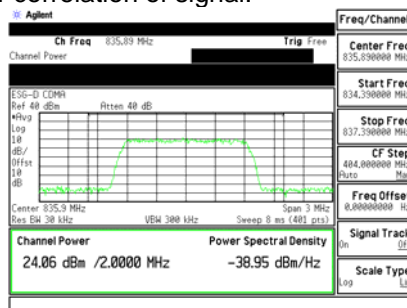 correlation of signal.
Agilent
Freq/Channel
Ch Freq 835.89 MHz Trig Free
Channel Power
Center Freq
835.890000 MHz
Start Freq
834.390000 MHz
Stop Freq
837.390000 MHz
CF Step
404.000000 MHz
Auto Man
Freq Offset
0.00000000 Hz
Signal Track
On Off
Scale Type
Log
ESG-D CDMA
Ref 40 dBm Atten 40 dB
#Avg
Log
10
dB/
Offst
10
dB
Center 835.9 MHz Span 3 MHz
Res BW 30 kHz VBW 300 kHz Sweep 8 ms (401 pts)
Channel Power Power Spectral Density
24.06 dBm /2.0000 MHz -38.95 dBm/Hz